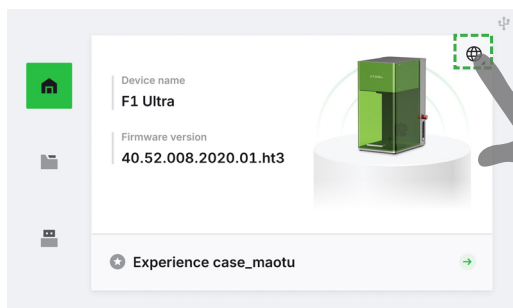 Device name
F1 Ultra
Firmware version
40.52.008.2020.01.ht3
Experience case_maotu